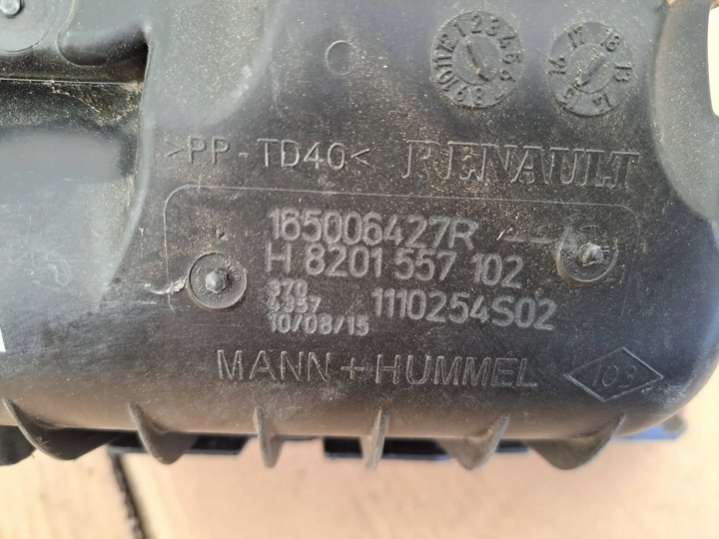 >PP-TD40< RENAULT
165006427R
H 8201 557 102
10/08/15 1110254S02
MANN+HUMMEL
103